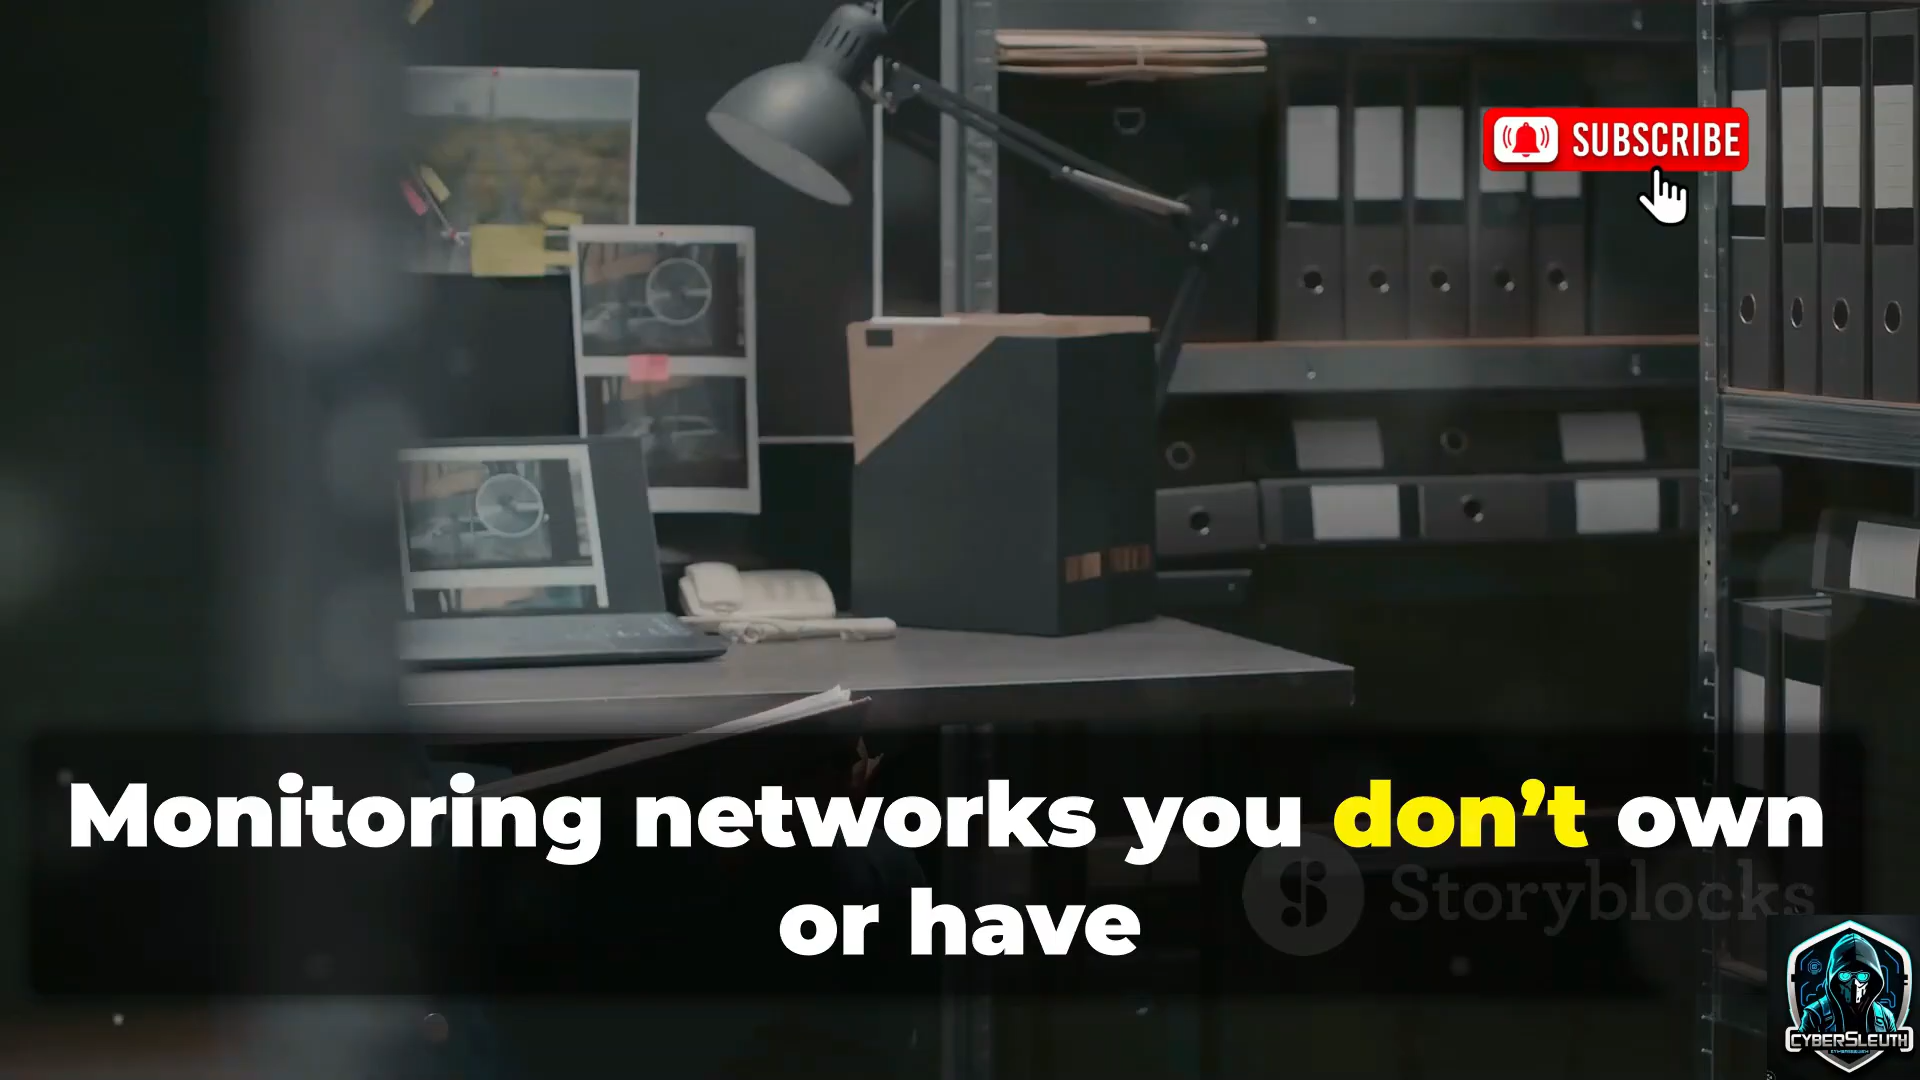 SUBSCRIBE
Monitoring networks you don’t own
or have
Storyblocks
CYBERSLEUTH